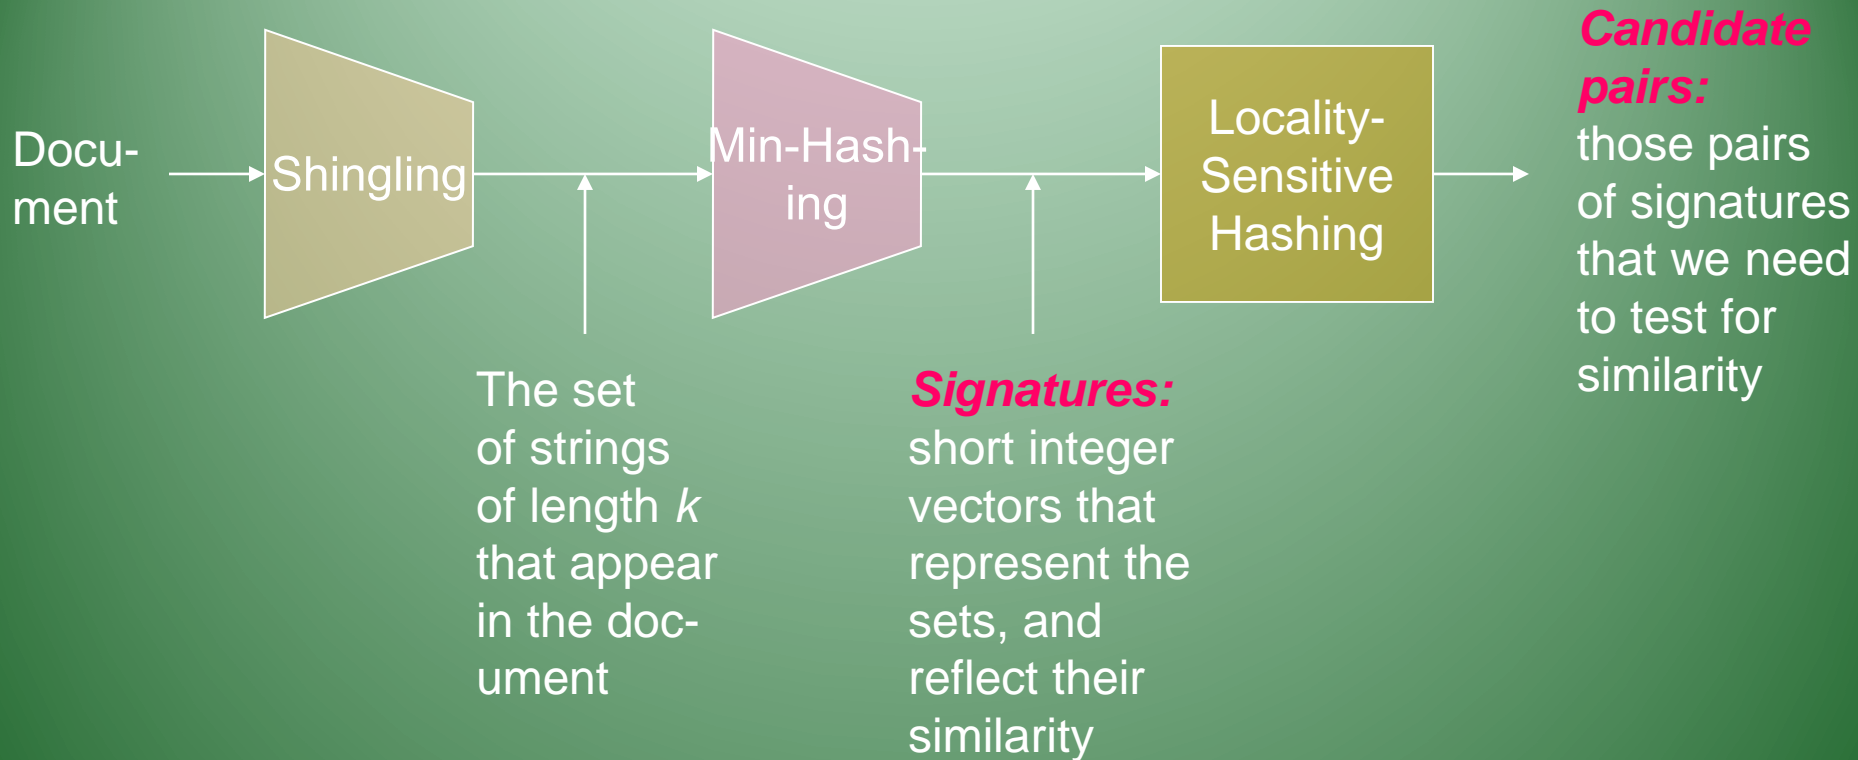 Docu-
ment
Shingling
The set
of strings
of length k
that appear
in the doc-
ument
Min-Hash-
ing
Signatures:
short integer
vectors that
represent the
sets, and
reflect their
similarity
Locality-
Sensitive
Hashing
Candidate
pairs:
those pairs
of signatures
that we need
to test for
similarity